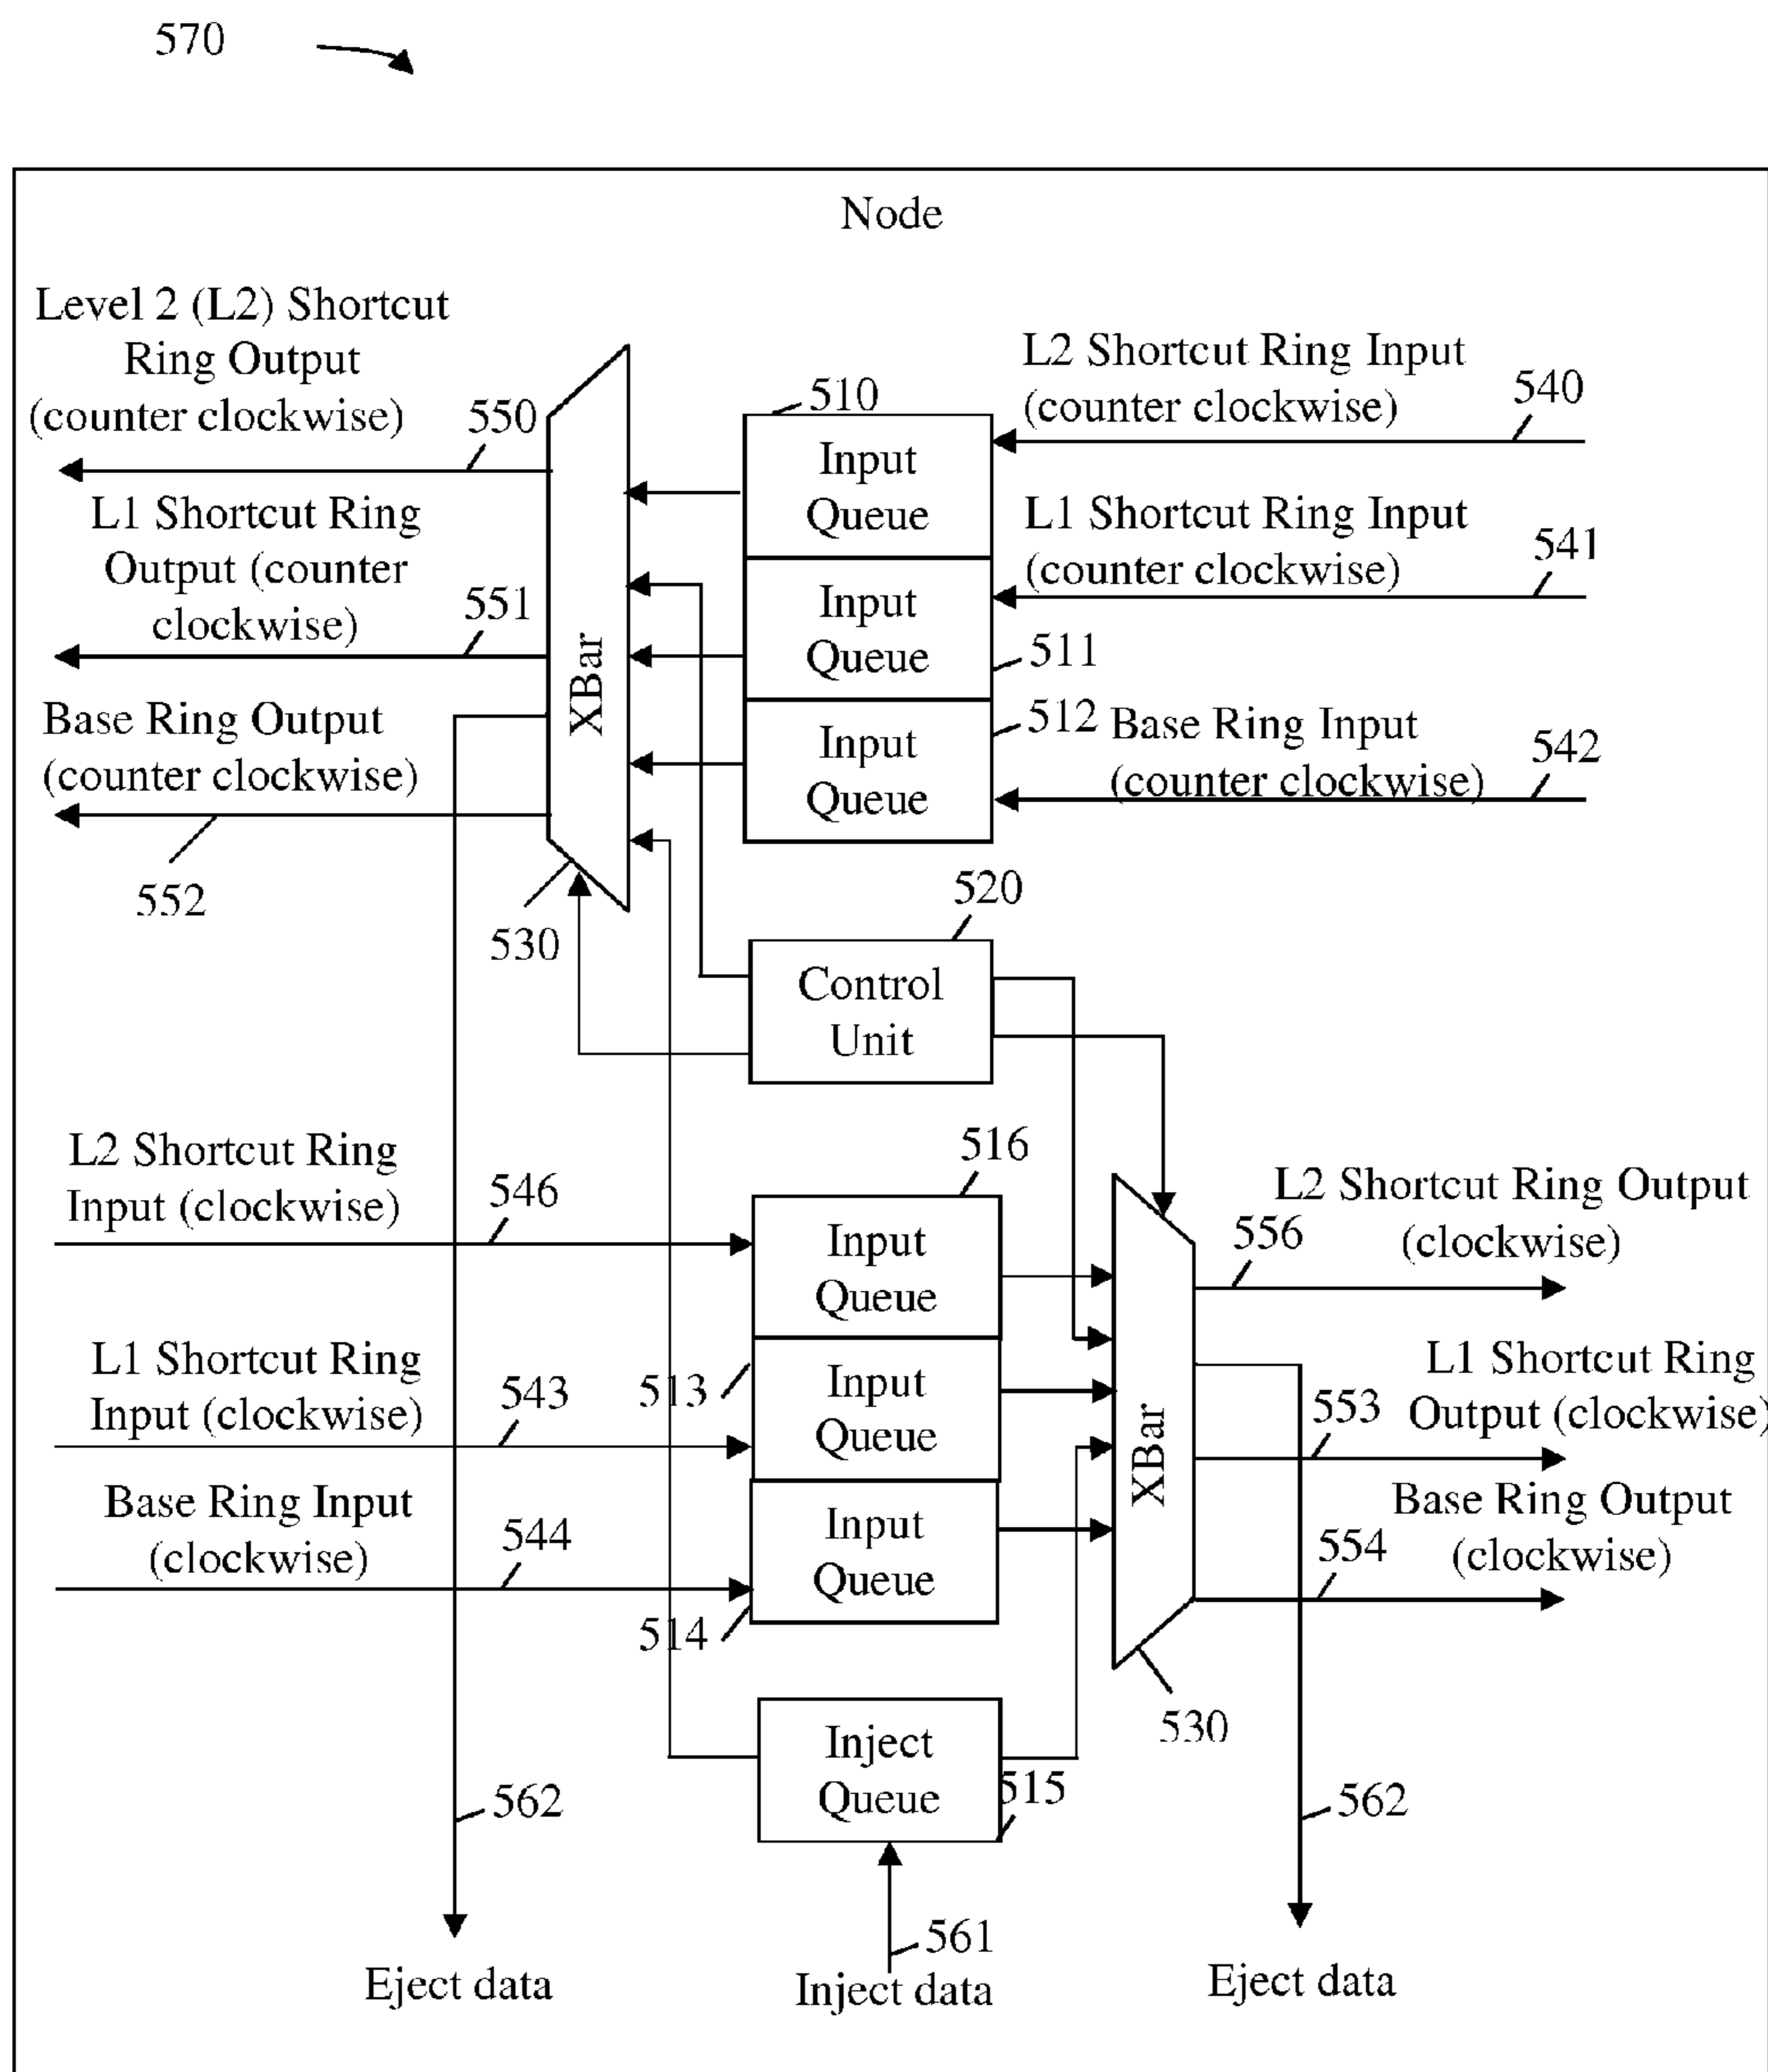 570
Node
Level 2 (L2) Shortcut
Ring Output
(counter clockwise)
550
L1 Shortcut Ring
Output (counter
clockwise)
551
Base Ring Output
(counter clockwise)
552
XBar
530
510
Input
Queue
Input
Queue
511
Input
Queue
512
L2 Shortcut Ring Input
(counter clockwise)
540
L1 Shortcut Ring Input
(counter clockwise)
541
Base Ring Input
(counter clockwise)
542
520
Control
Unit
L2 Shortcut Ring
Input (clockwise)
546
L1 Shortcut Ring
Input (clockwise)
543
Base Ring Input
(clockwise)
544
516
Input
Queue
513
Input
Queue
514
Input
Queue
XBar
530
L2 Shortcut Ring Output
(clockwise)
556
L1 Shortcut Ring
Output (clockwise)
553
Base Ring Output
(clockwise)
554
Inject
Queue
515
562
562
561
Eject data
Inject data
Eject data